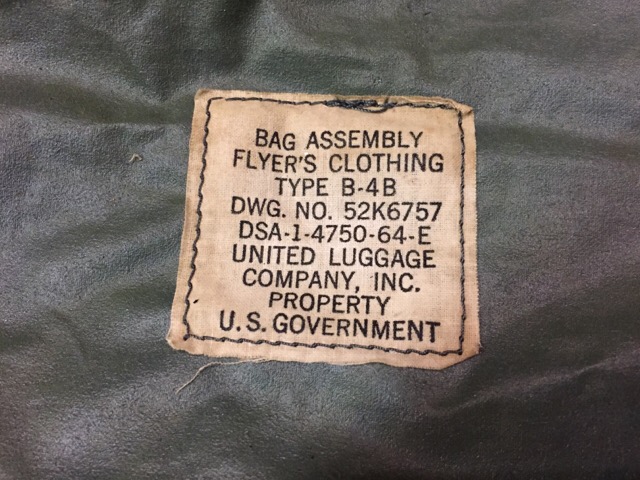 BAG ASSEMBLY
FLYER'S CLOTHING
TYPE B-4B
DWG. NO. 52K6757
DSA-1-4750-64-E
UNITED LUGGAGE
COMPANY, INC.
PROPERTY
U.S. GOVERNMENT